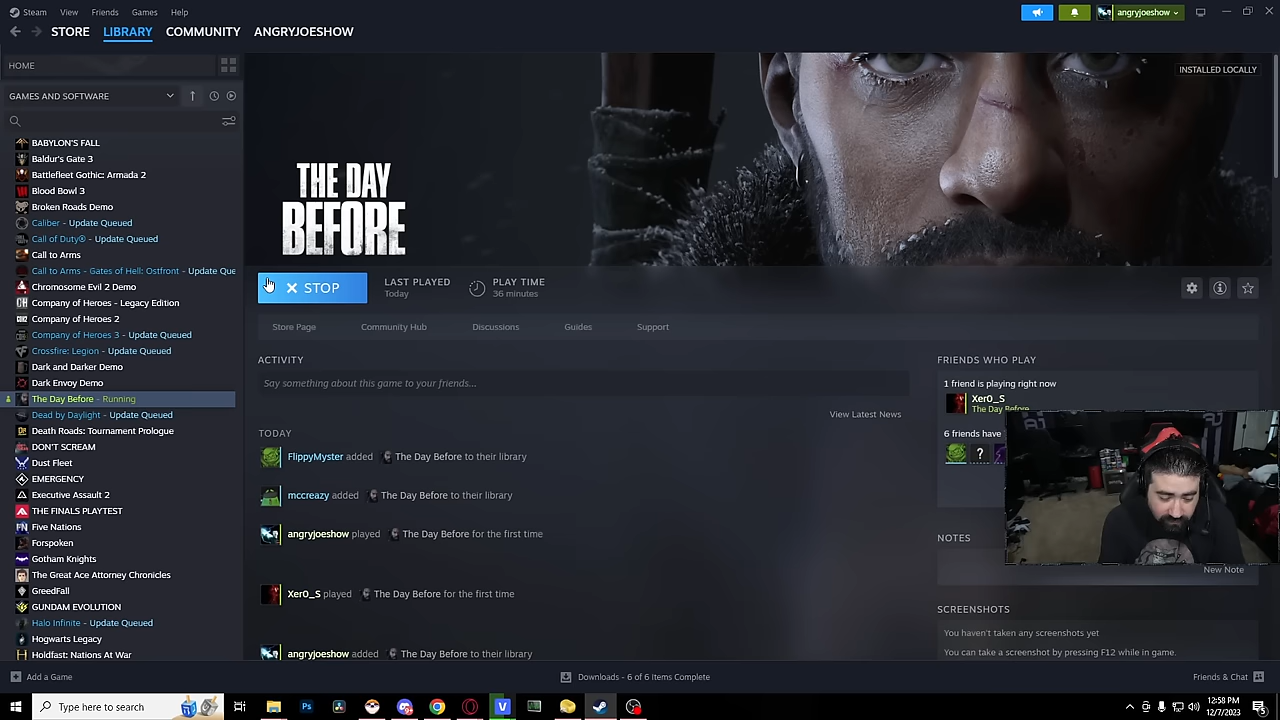 Steam View Friends Games Help
angryjoeshow
STORE LIBRARY COMMUNITY ANGRYJOESHOW
HOME
INSTALLED LOCALLY
GAMES AND SOFTWARE
BABYLON'S FALL
Baldur's Gate 3
Battlefleet Gothic: Armada 2
Blood Bowl 3
Broken Roads Demo
Caliber - Update Queued
Call of Duty® - Update Queued
Call to Arms
Call to Arms - Gates of Hell: Ostfront - Update Que
Chromosome Evil 2 Demo
Company of Heroes - Legacy Edition
Company of Heroes 2
Company of Heroes 3 - Update Queued
Crossfire: Legion - Update Queued
Dark and Darker Demo
Dark Envoy Demo
The Day Before - Running
Dead by Daylight - Update Queued
Death Roads: Tournament Prologue
DON'T SCREAM
Dust Fleet
EMERGENCY
Executive Assault 2
THE FINALS PLAYTEST
Five Nations
Forspoken
Gotham Knights
The Great Ace Attorney Chronicles
GreedFall
GUNDAM EVOLUTION
Halo Infinite - Update Queued
Hogwarts Legacy
Holdfast: Nations At War
THE DAY
BEFORE
STOP
LAST PLAYED
Today
PLAY TIME
36 minutes
Store Page Community Hub Discussions Guides Support
ACTIVITY
Say something about this game to your friends...
View Latest News
TODAY
FlippyMyster added The Day Before to their library
mccreazy added The Day Before to their library
angryjoeshow played The Day Before for the first time
Xer0_S played The Day Before for the first time
angryjoeshow added The Day Before to their library
FRIENDS WHO PLAY
1 friend is playing right now
Xer0_S
The Day Before
6 friends have
?
NOTES
New Note
SCREENSHOTS
You haven't taken any screenshots yet
You can take a screenshot by pressing F12 while in game.
Add a Game
Downloads - 6 of 6 Items Complete
Friends & Chat
Type here to search
12:58 PM
12/7/2023